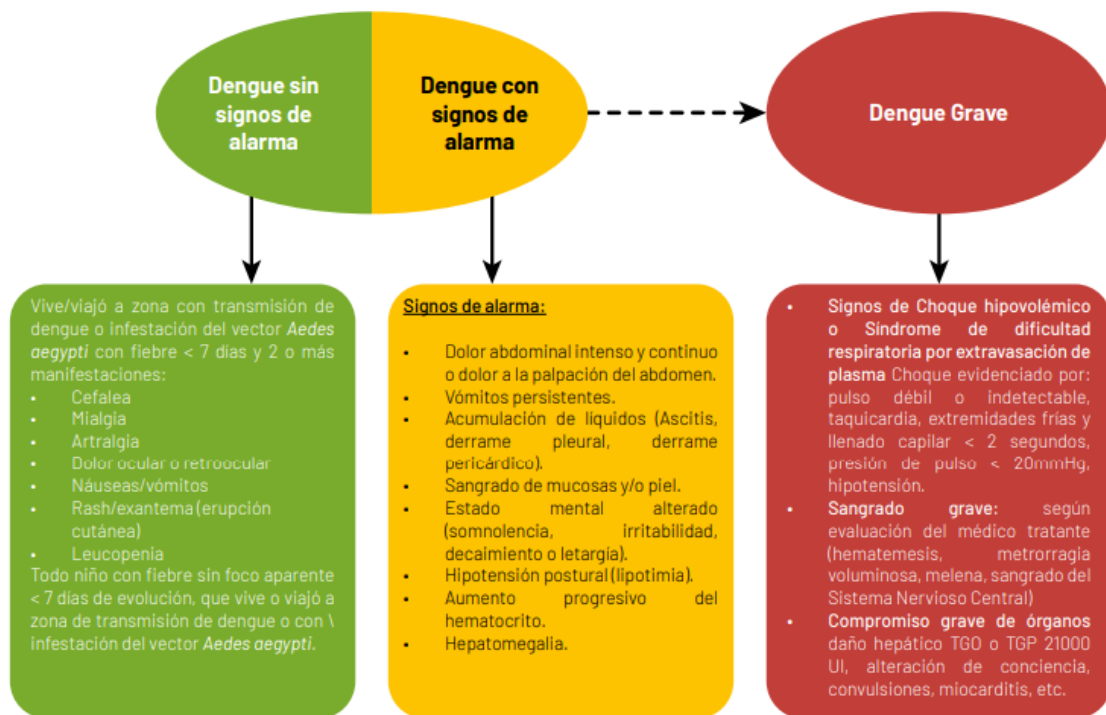 Dengue sin
signos de
alarma
Dengue con
signos de
alarma
Dengue Grave
Vive/viajó a zona con transmisión de
dengue o infestación del vector Aedes
aegypti con fiebre < 7 días y 2 o más
manifestaciones:
• Cefalea
• Mialgia
• Artralgia
• Dolor ocular o retroocular
• Náuseas/vómitos
• Rash/exantema (erupción
cutánea)
• Leucopenia
Todo niño con fiebre sin foco aparente
< 7 días de evolución, que vive o viajó a
zona de transmisión de dengue o con \
infestación del vector Aedes aegypti.
Signos de alarma:
• Dolor abdominal intenso y continuo
o dolor a la palpación del abdomen.
• Vómitos persistentes.
• Acumulación de líquidos (Ascitis,
derrame pleural, derrame
pericárdico).
• Sangrado de mucosas y/o piel.
• Estado mental alterado
(somnolencia, irritabilidad,
decaimiento o letargia).
• Hipotensión postural (lipotimia).
• Aumento progresivo del
hematocrito.
• Hepatomegalia.
• Signos de Choque hipovolémico
o Síndrome de dificultad
respiratoria por extravasación de
plasma Choque evidenciado por:
pulso débil o indetectable,
taquicardia, extremidades frías y
llenado capilar < 2 segundos,
presión de pulso < 20mmHg,
hipotensión.
• Sangrado grave: según
evaluación del médico tratante
(hematemesis, metrorragia
voluminosa, melena, sangrado del
Sistema Nervioso Central)
• Compromiso grave de órganos
daño hepático TGO o TGP 21000
UI, alteración de conciencia,
convulsiones, miocarditis, etc.